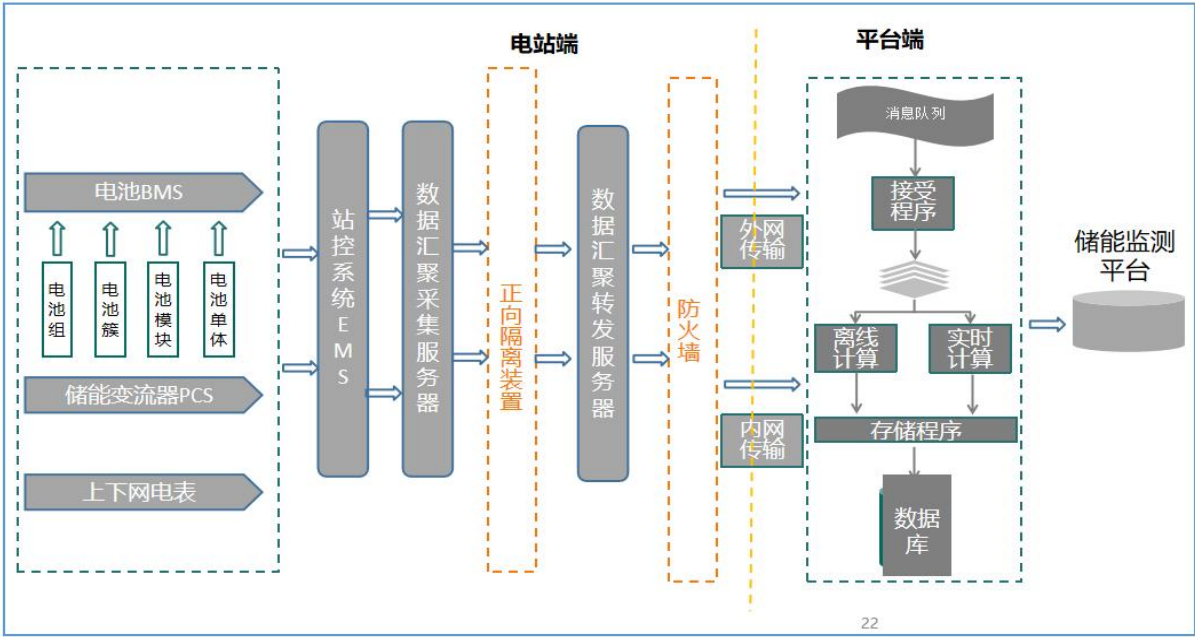 电站端
平台端
电池BMS
电池组
电池簇
电池模块
电池单体
储能变流器PCS
上下网电表
站控系统EMS
数据汇聚采集服务器
正向隔离装置
数据汇聚转发服务器
防火墙
外网
传输
内网
传输
消息队列
接受
程序
离线
计算
实时
计算
存储程序
数据
库
储能监测
平台
22